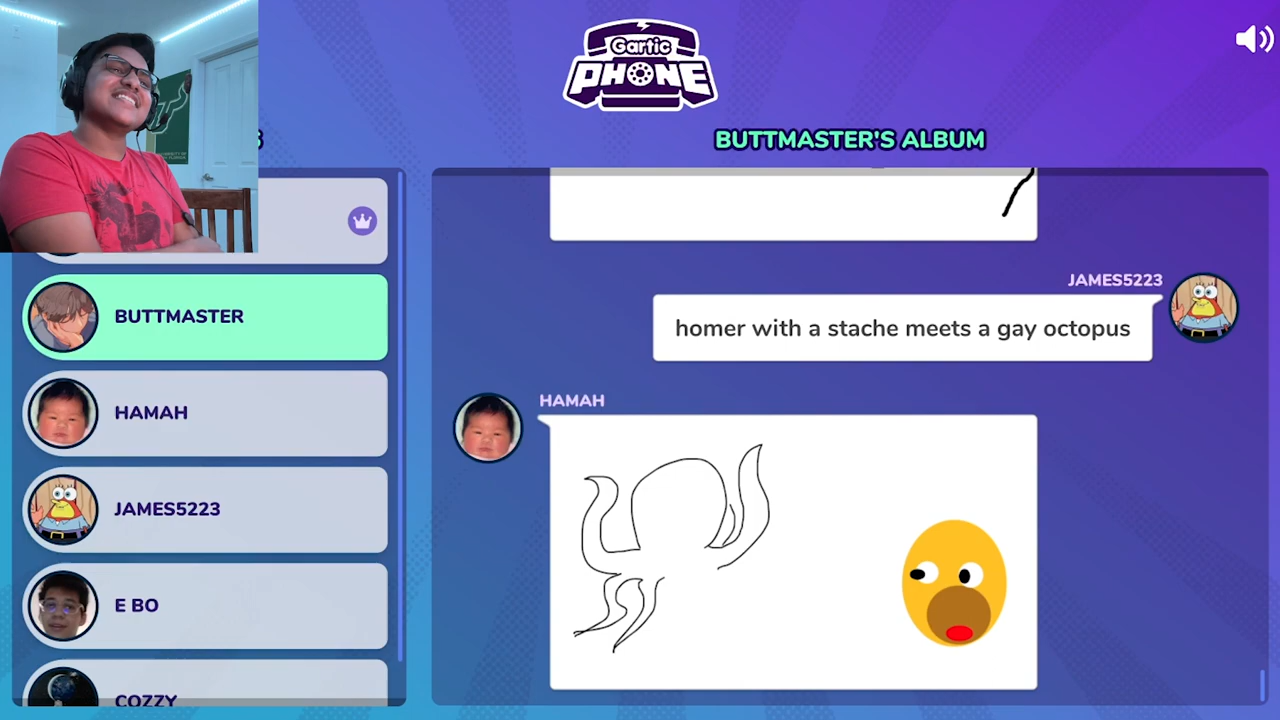 Gartic
PHONE
BUTTMASTER'S ALBUM
JAMES5223
homer with a stache meets a gay octopus
BUTTMASTER
HAMAH
HAMAH
JAMES5223
E BO
COZZY